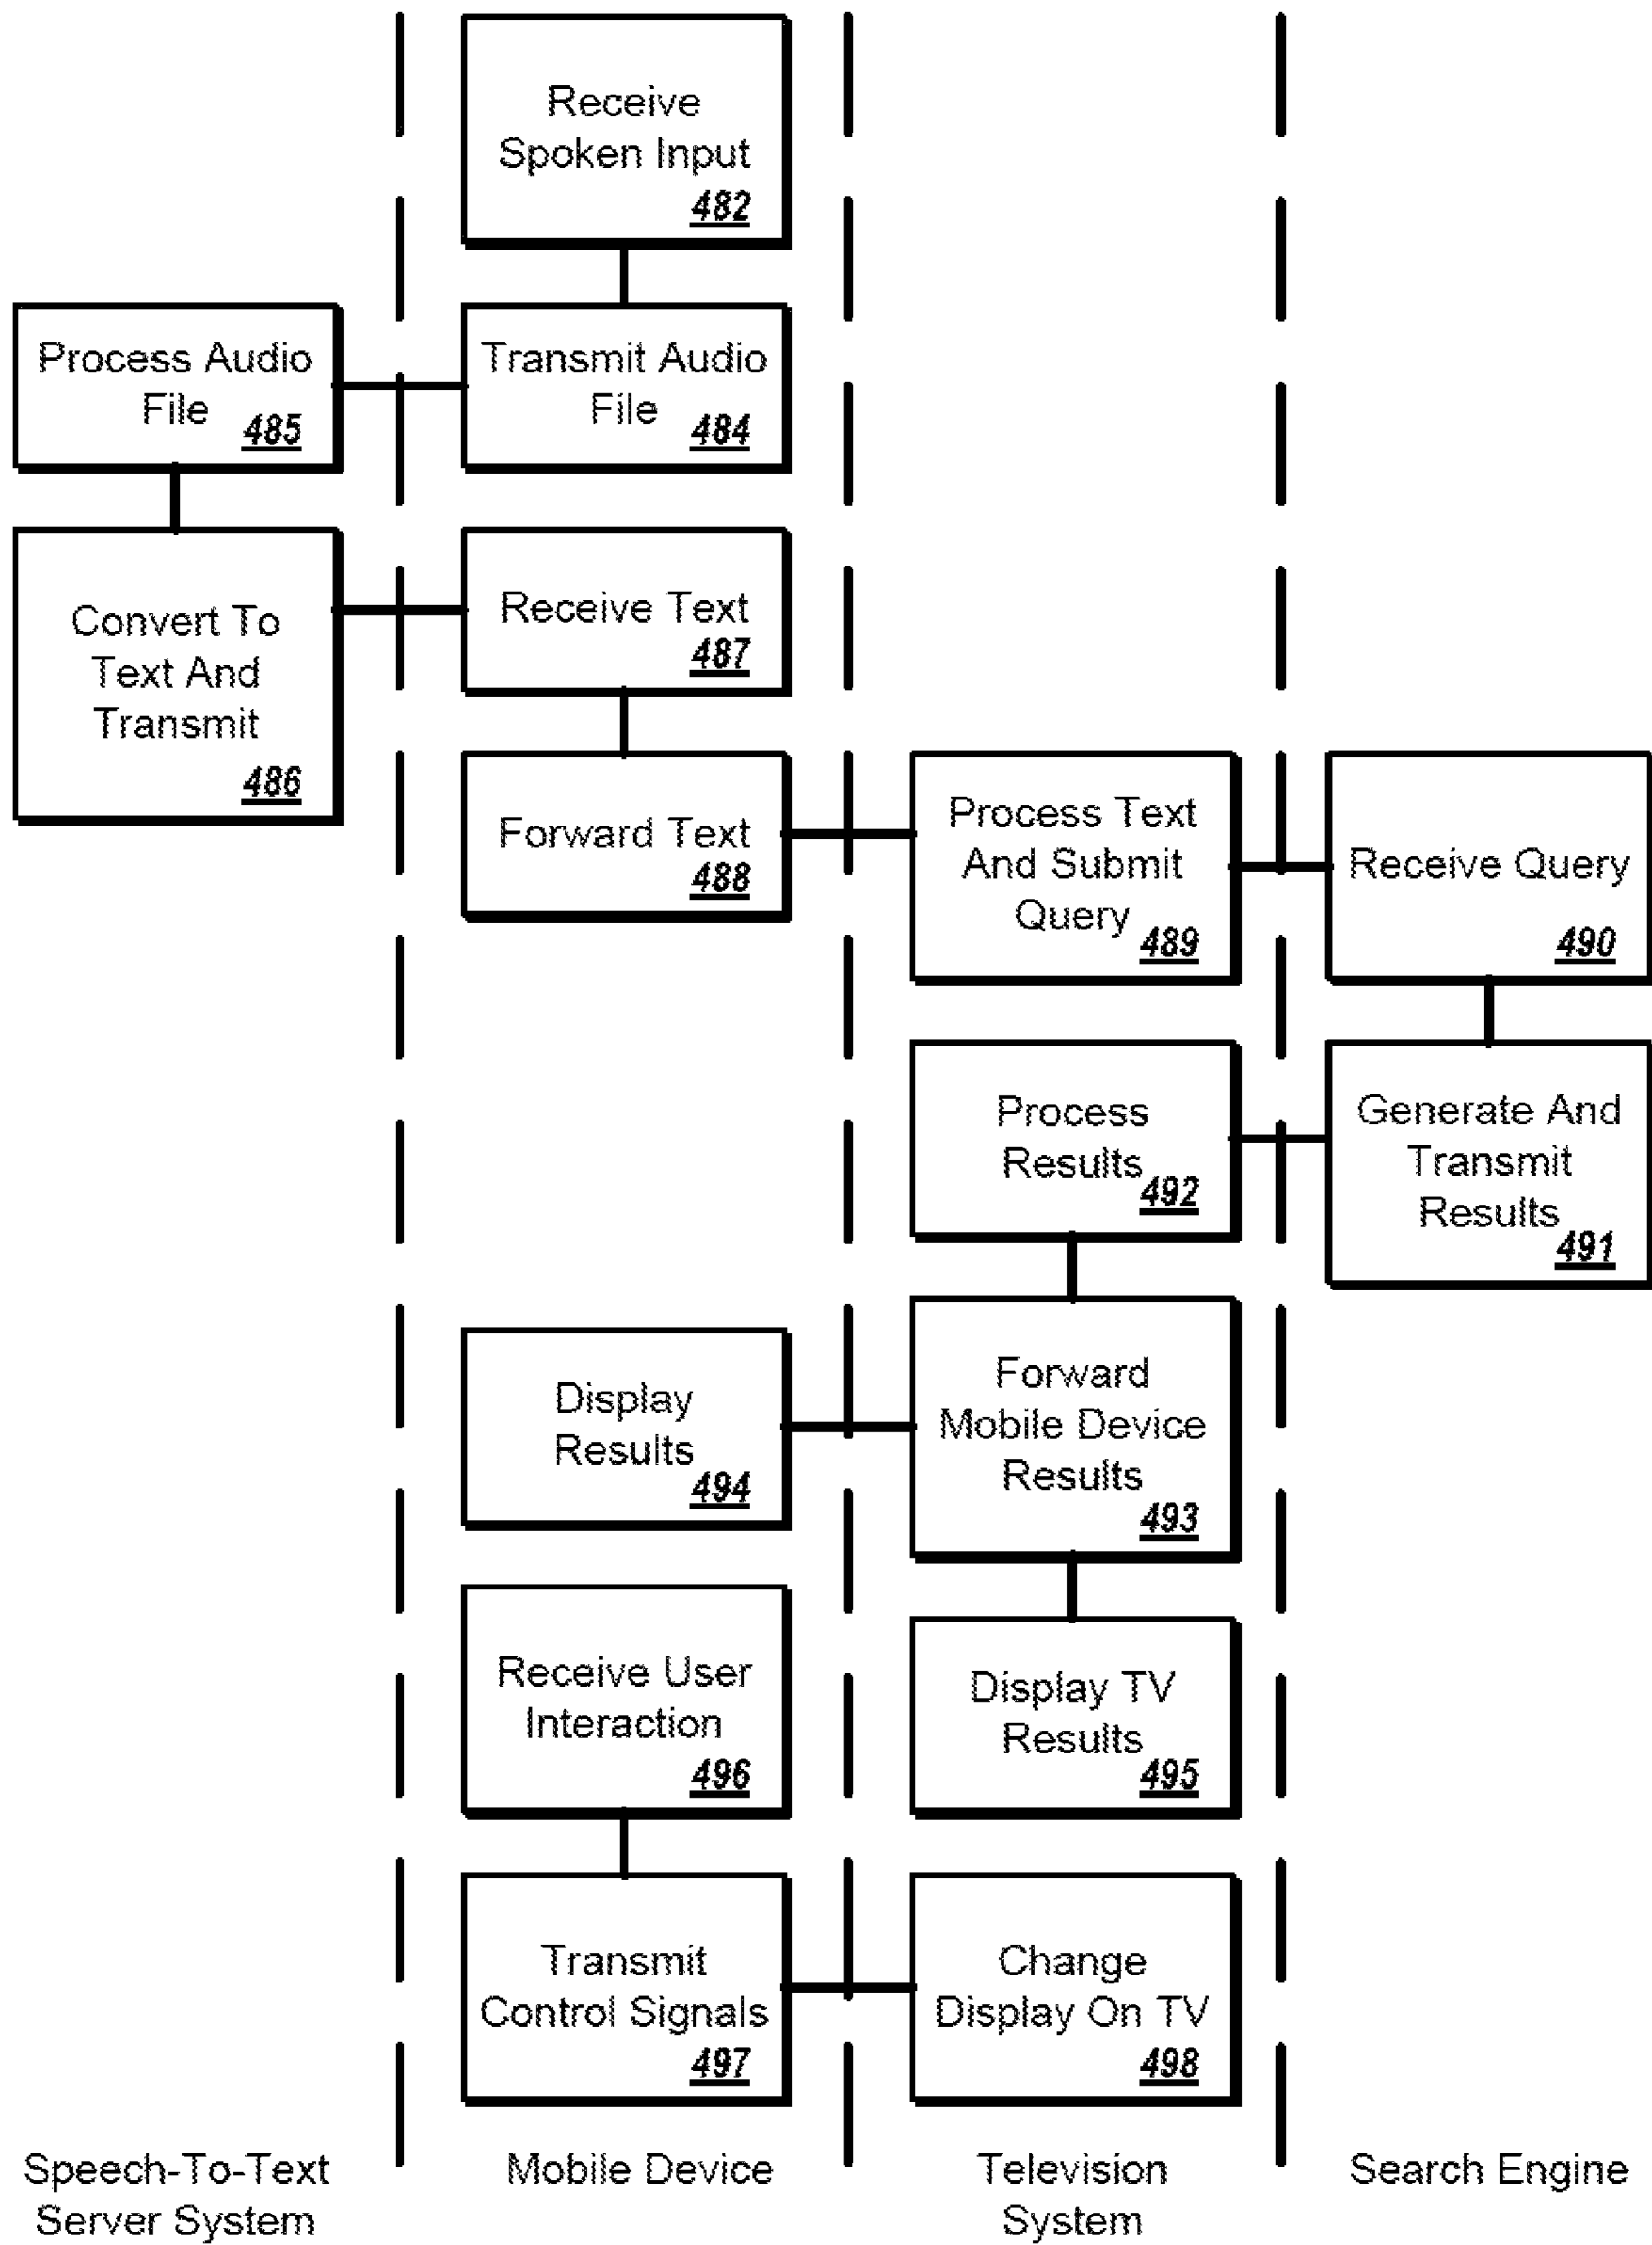 Receive
Spoken Input
482
Process Audio
File
485
Transmit Audio
File
484
Convert To
Text And
Transmit
486
Receive Text
487
Forward Text
488
Process Text
And Submit
Query
489
Receive Query
490
Process
Results
492
Generate And
Transmit
Results
491
Display
Results
494
Forward
Mobile Device
Results
493
Receive User
Interaction
496
Display TV
Results
495
Transmit
Control Signals
497
Change
Display On TV
498
Speech-To-Text
Server System
Mobile Device
Television
System
Search Engine